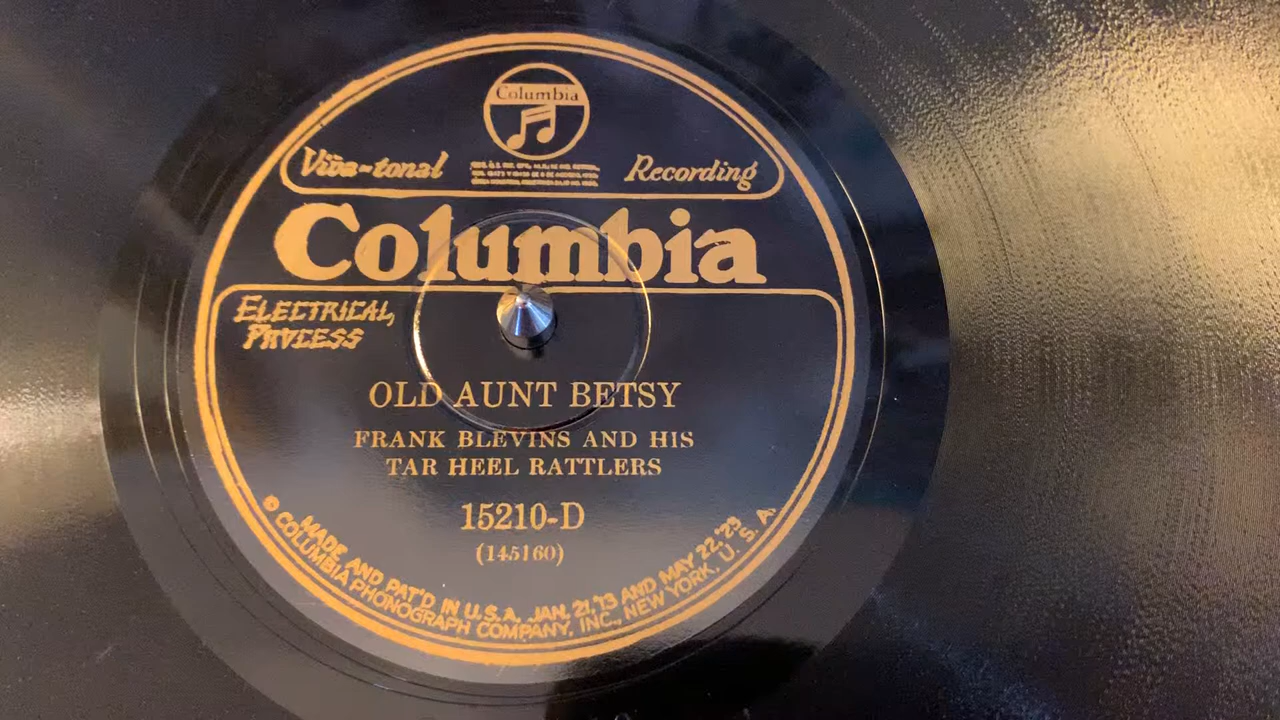 Columbia
Viva-tonal Recording
Columbia
ELECTRICAL
PROCESS
OLD AUNT BETSY
FRANK BLEVINS AND HIS
TAR HEEL RATTLERS
15210-D
(145160)
MADE AND PAT'D IN U.S.A. JAN. 21,'13 AND MAY 22,'23
COLUMBIA PHONOGRAPH COMPANY, INC., NEW YORK, U. S. A.